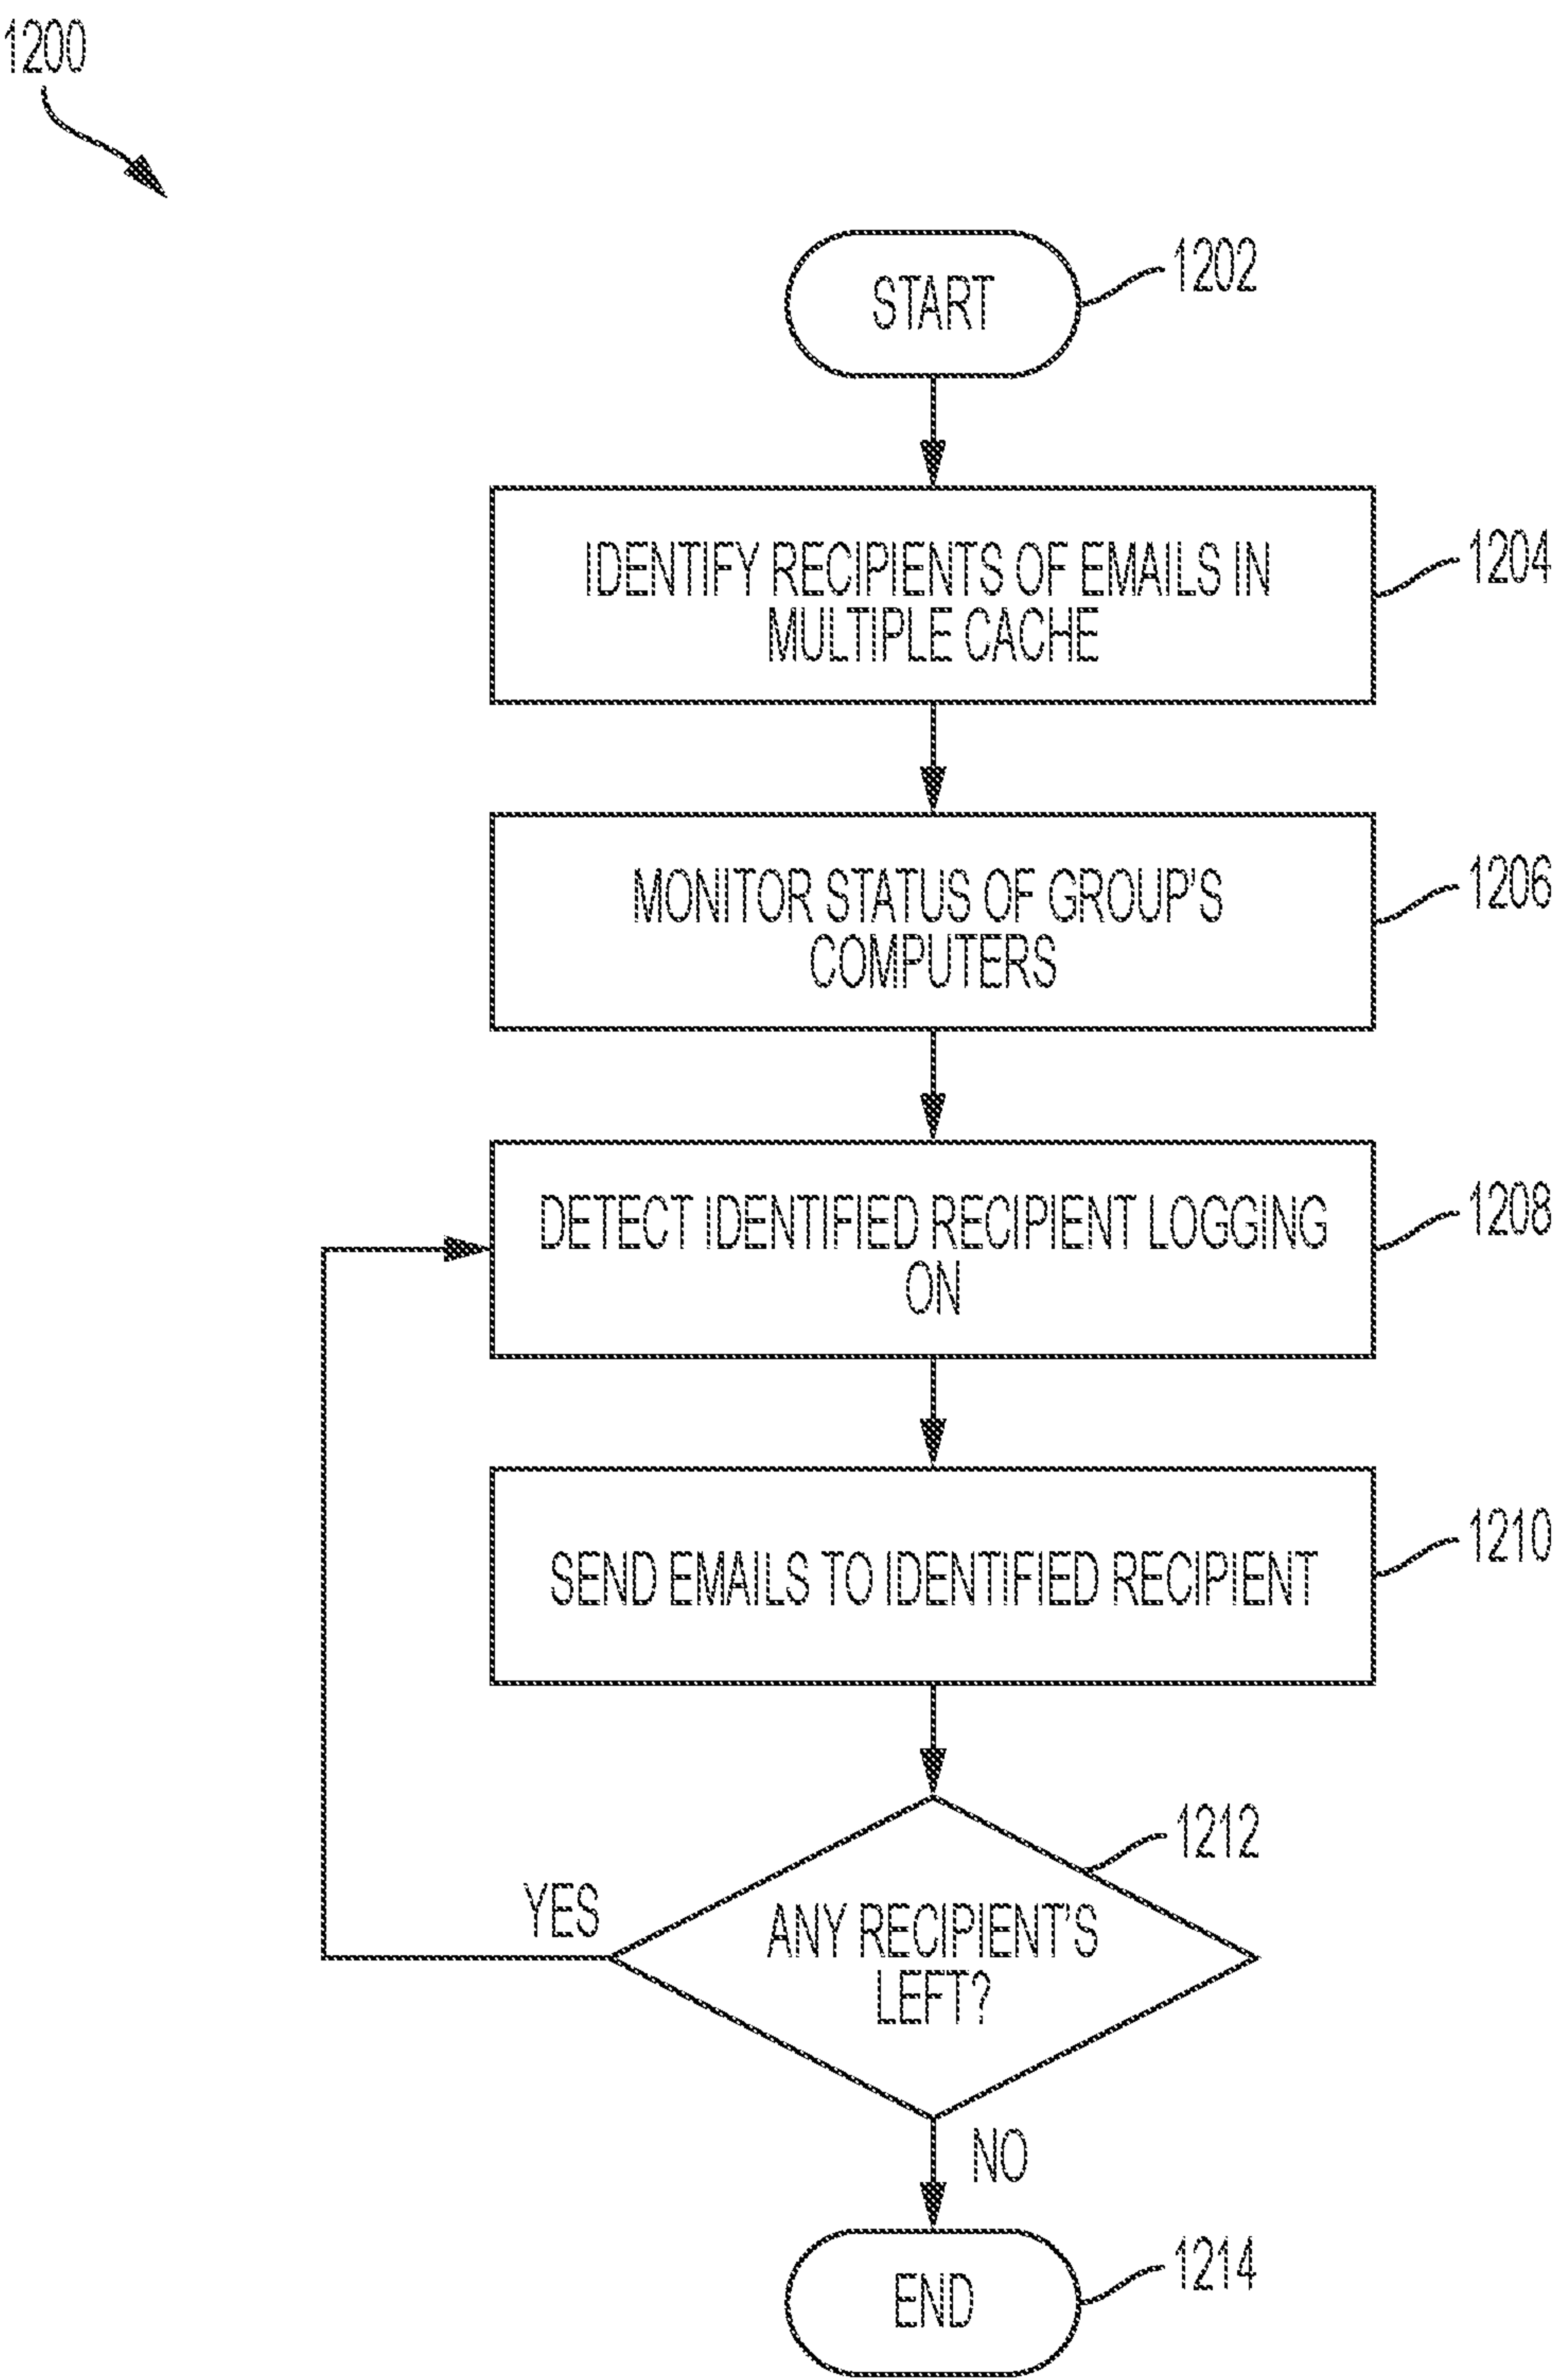 1200
START
1202
IDENTIFY RECIPIENTS OF EMAILS IN
MULTIPLE CACHE
1204
MONITOR STATUS OF GROUP'S
COMPUTERS
1206
DETECT IDENTIFIED RECIPIENT LOGGING
ON
1208
SEND EMAILS TO IDENTIFIED RECIPIENT
1210
1212
YES
ANY RECIPIENT'S
LEFT?
NO
END
1214